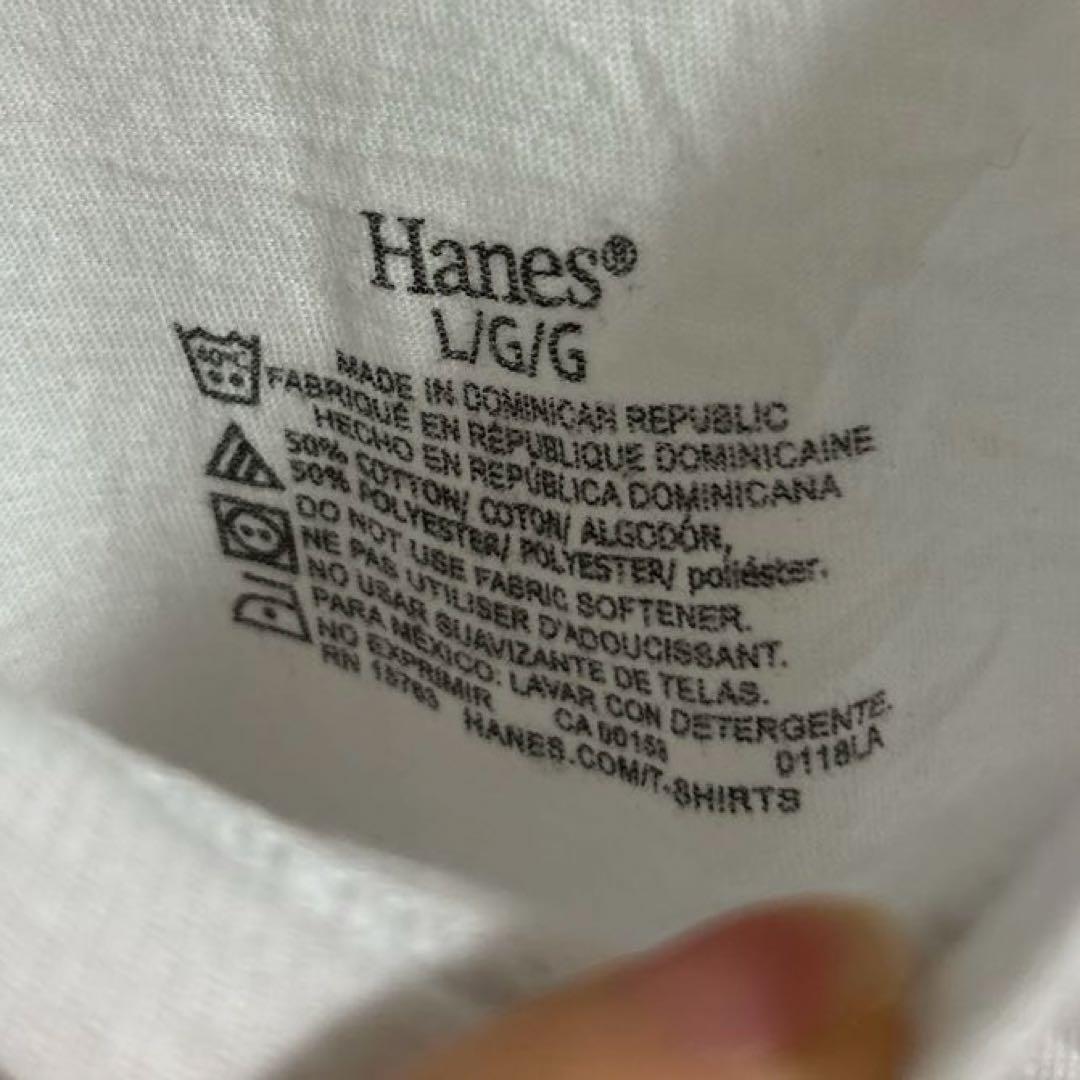 Hanes®
L/G/G
40°C
MADE IN DOMINICAN REPUBLIC
FABRIQUÉ EN RÉPUBLIQUE DOMINICAINE
HECHO EN REPÚBLICA DOMINICANA
50% COTTON/ COTON/ ALGODÓN,
50% POLYESTER/ POLYESTER/ poliéster.
DO NOT USE FABRIC SOFTENER.
NE PAS UTILISER D'ADOUCISSANT.
NO USAR SUAVIZANTE DE TELAS.
PARA MÉXICO: LAVAR CON DETERGENTE.
NO EXPRIMIR
RN 15763 CA 00153 0118LA
HANES.COM/T-SHIRTS